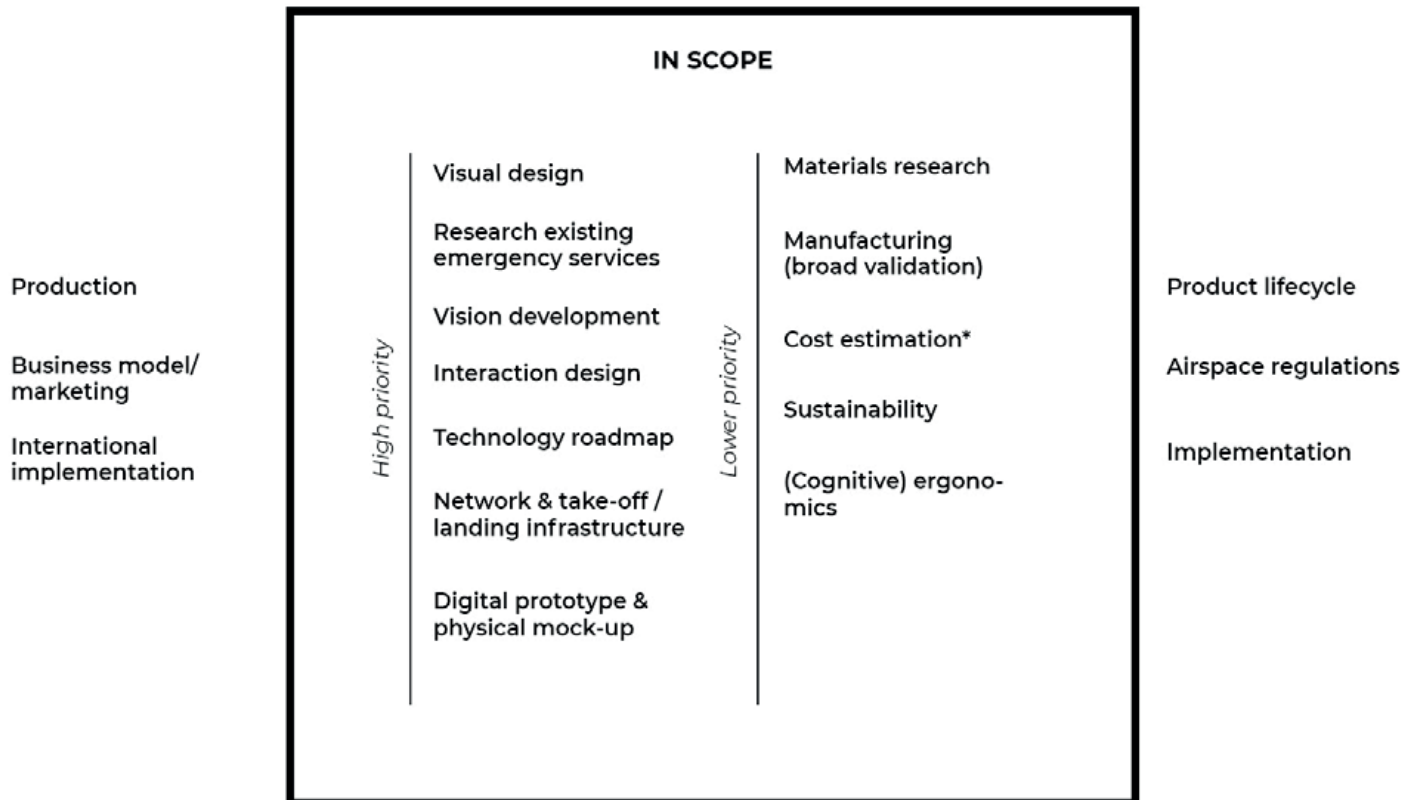 IN SCOPE
Production
Business model/
marketing
International
implementation
High priority
Visual design
Research existing
emergency services
Vision development
Interaction design
Technology roadmap
Network & take-off /
landing infrastructure
Digital prototype &
physical mock-up
Lower priority
Materials research
Manufacturing
(broad validation)
Cost estimation*
Sustainability
(Cognitive) ergono-
mics
Product lifecycle
Airspace regulations
Implementation